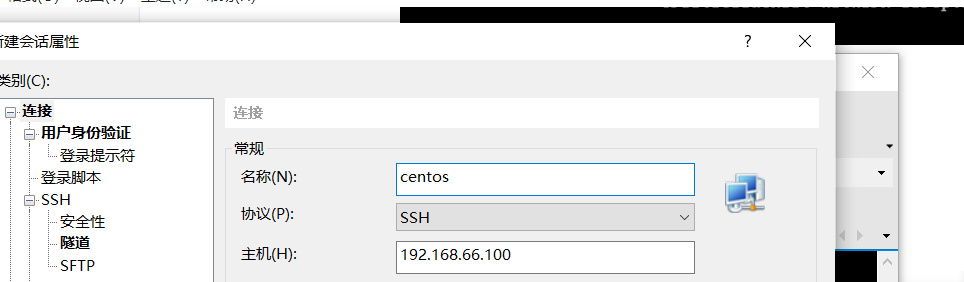 建会话属性
?
类别(C):
连接
用户身份验证
登录提示符
登录脚本
SSH
安全性
隧道
SFTP
连接
常规
名称(N):
centos
协议(P):
SSH
主机(H):
192.168.66.100